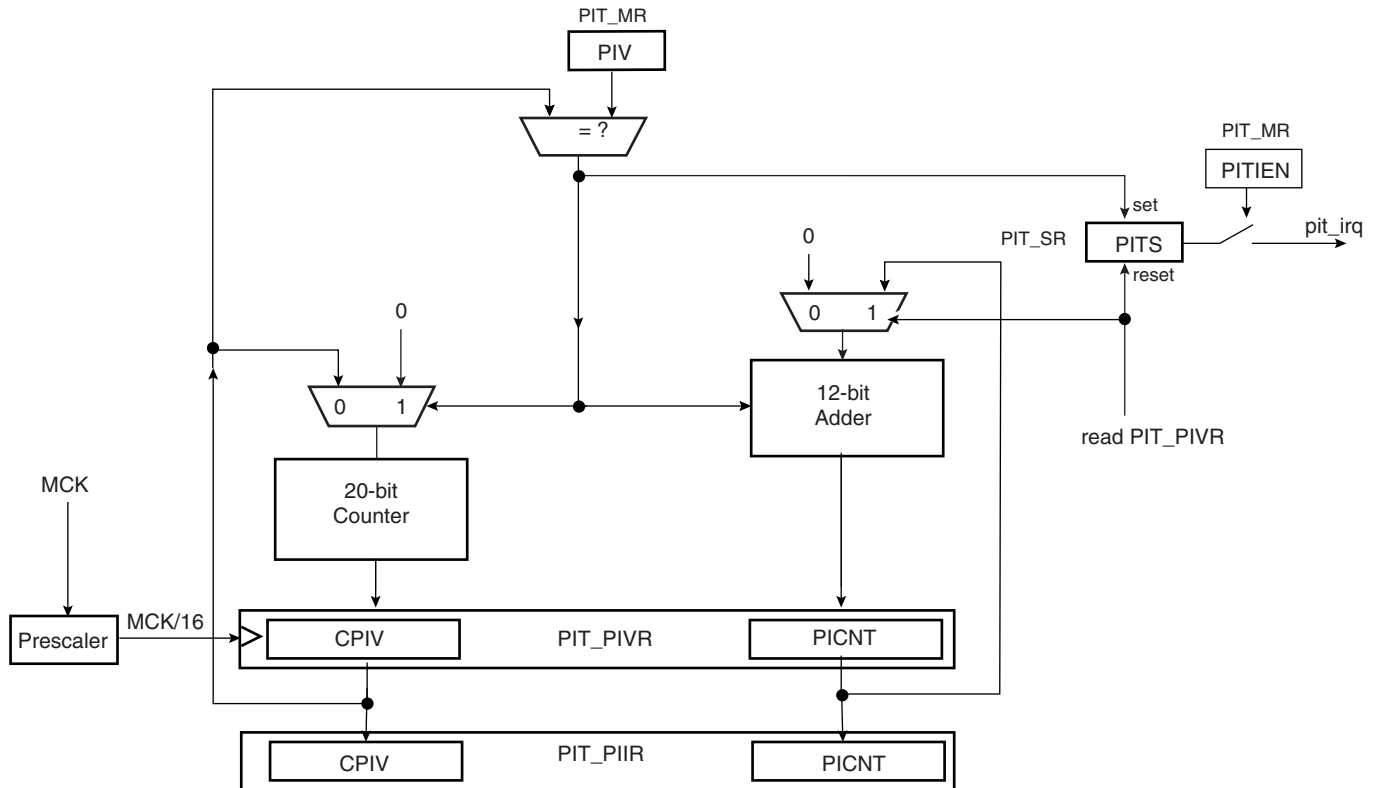 PIT_MR
PIV
= ?
PIT_MR
PITIEN
set
PIT_SR
PITS
pit_irq
reset
0
0 1
0
0 1
12-bit
Adder
read PIT_PIVR
20-bit
Counter
MCK
Prescaler
MCK/16
CPIV
PIT_PIVR
PICNT
CPIV
PIT_PIIR
PICNT